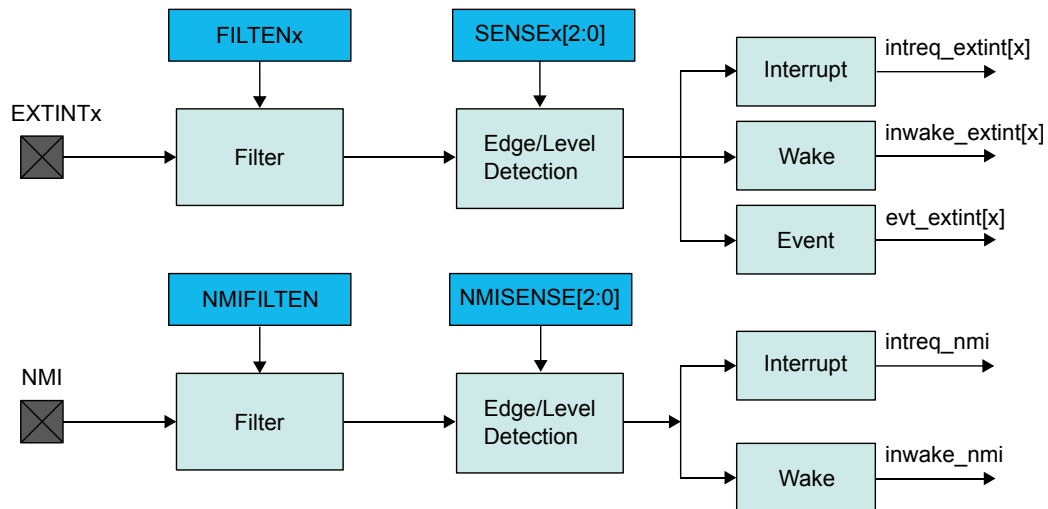 FILTENx
SENSEx[2:0]
intreq_extint[x]
Interrupt
EXTINTx
inwake_extint[x]
Filter
Edge/Level
Detection
Wake
evt_extint[x]
Event
NMIFILTEN
NMISENSE[2:0]
intreq_nmi
Interrupt
NMI
Filter
Edge/Level
Detection
inwake_nmi
Wake